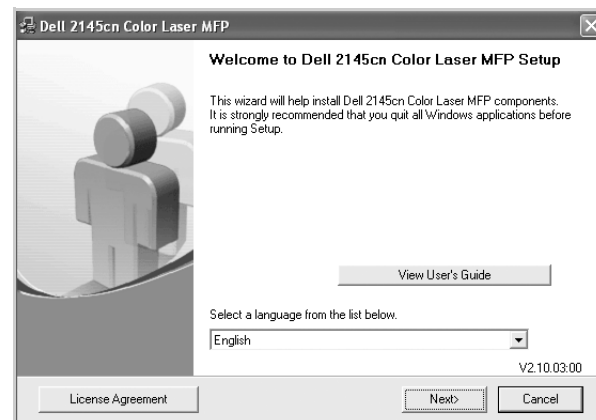 Dell 2145cn Color Laser MFP
Welcome to Dell 2145cn Color Laser MFP Setup
This wizard will help install Dell 2145cn Color Laser MFP components.
It is strongly recommended that you quit all Windows applications before
running Setup.
View User's Guide
Select a language from the list below.
English
V2.10.03:00
License Agreement
Next>
Cancel